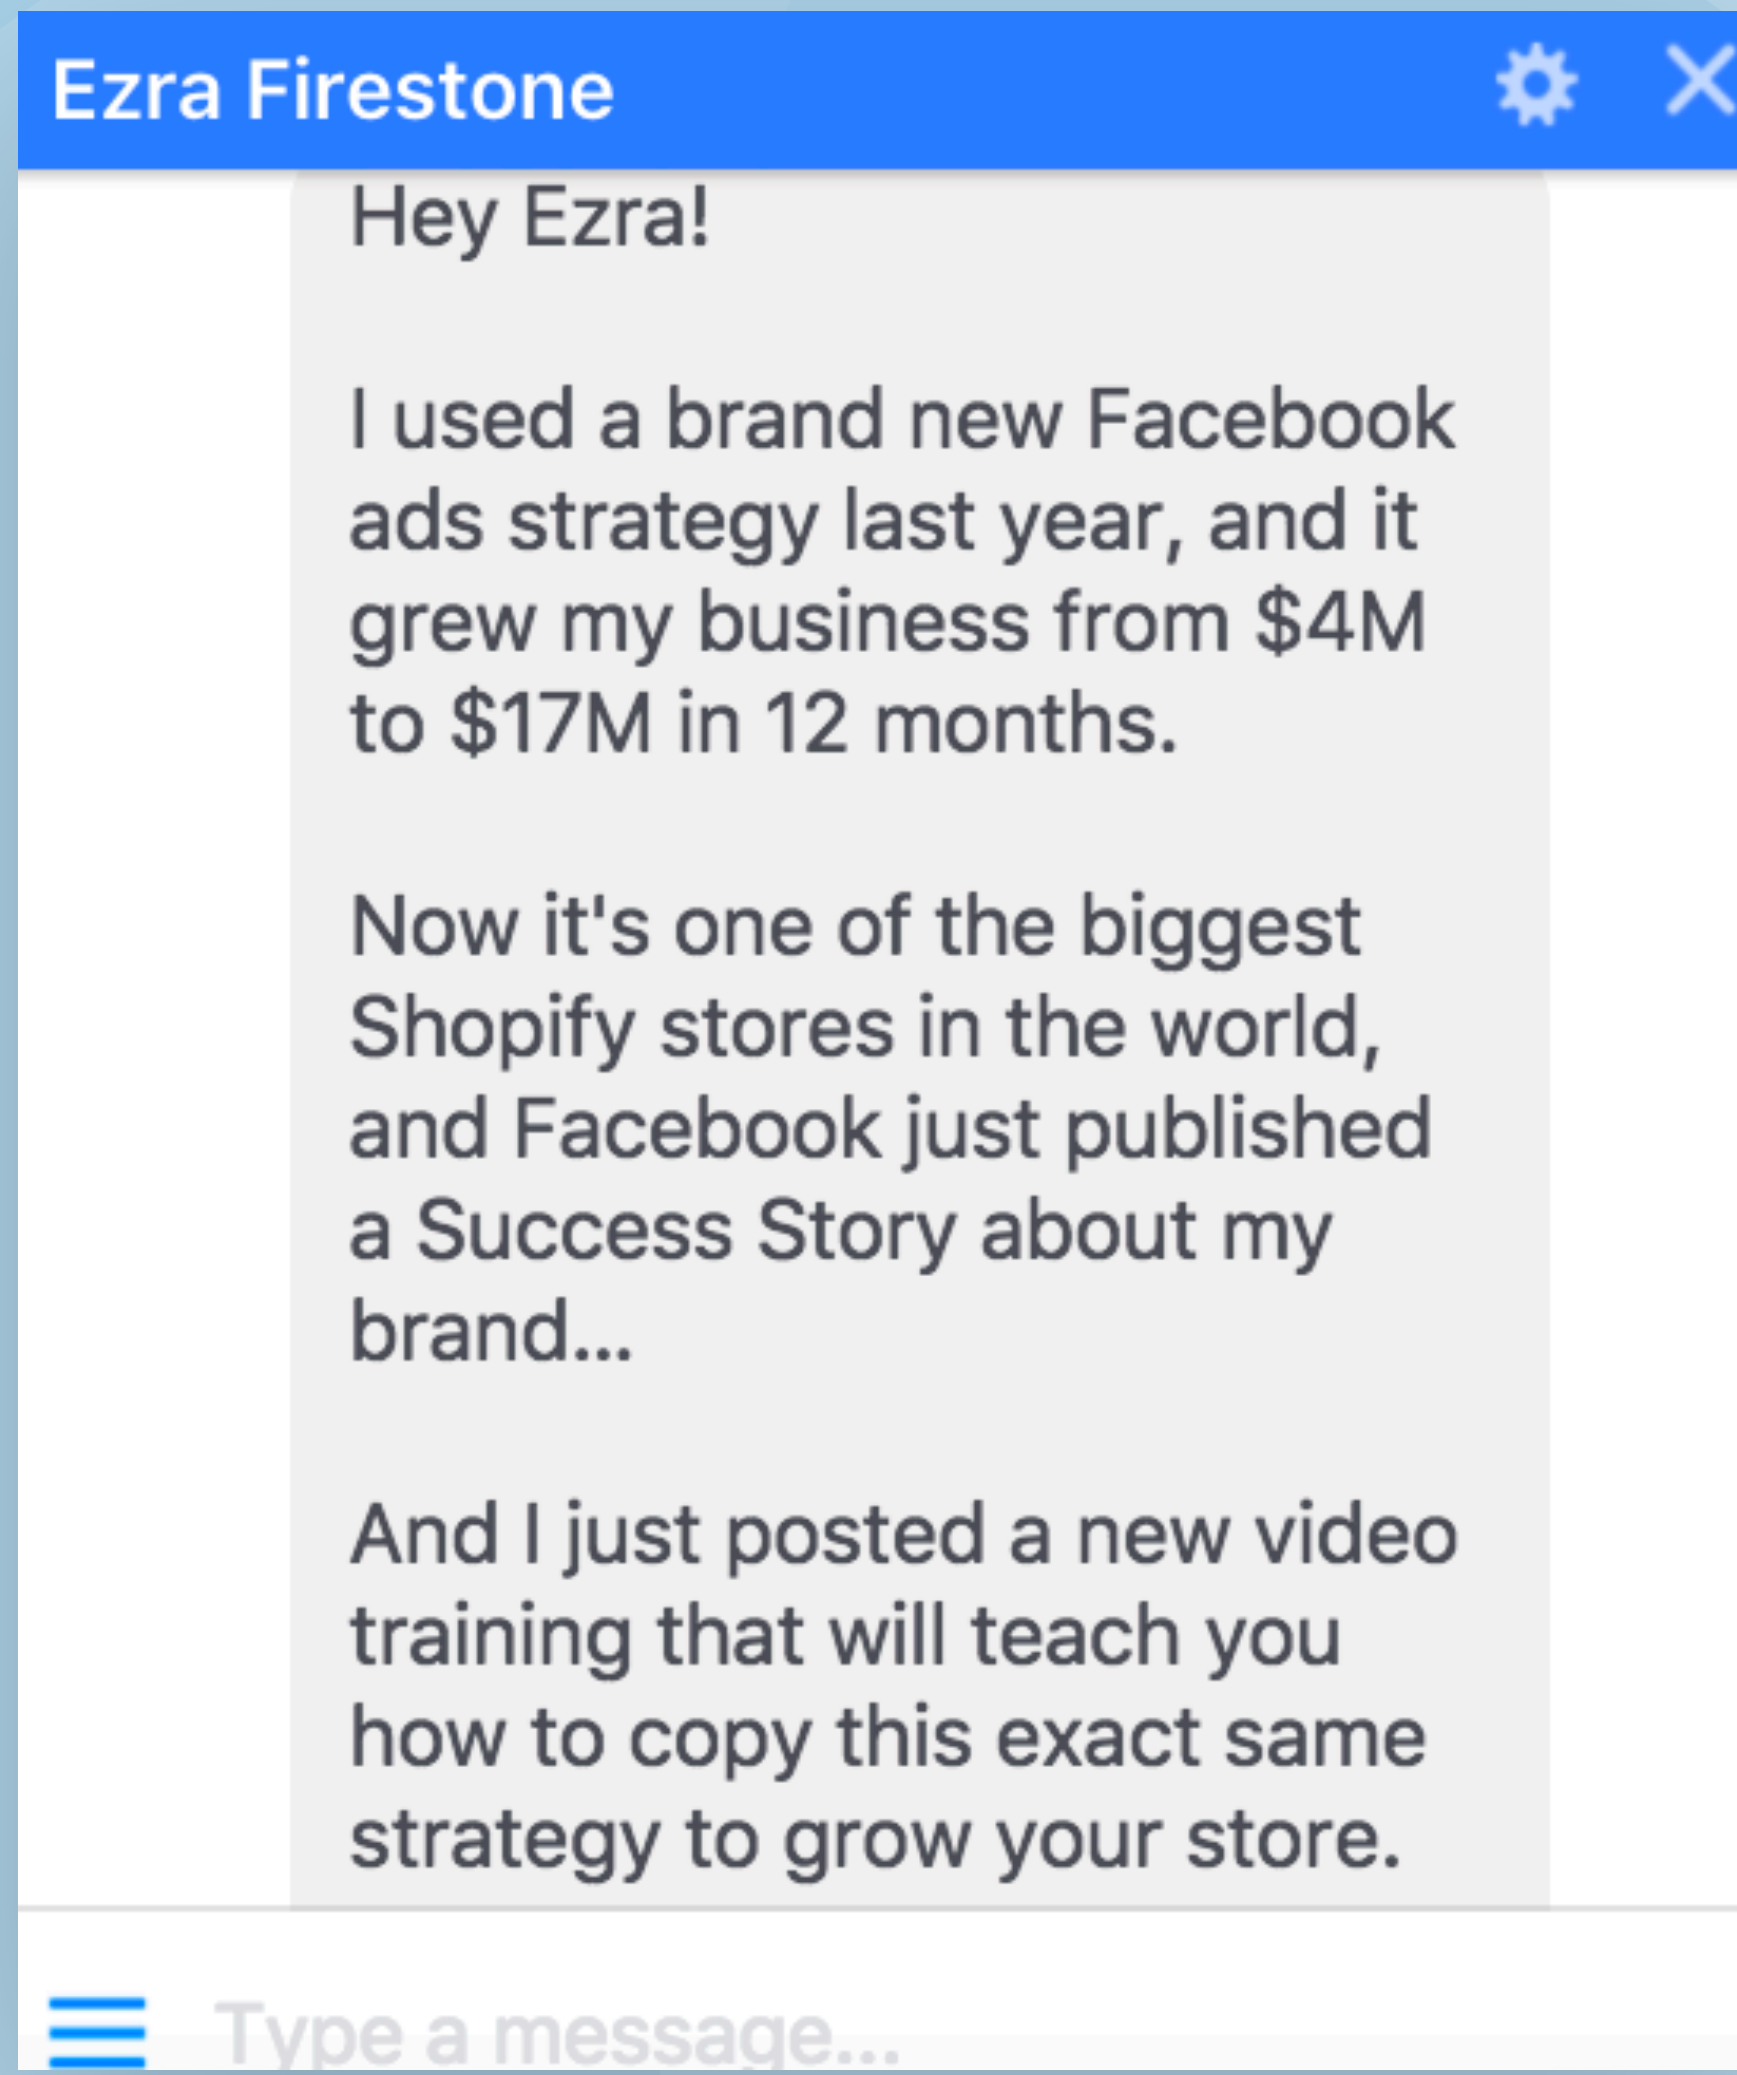 Ezra Firestone
Hey Ezra!
I used a brand new Facebook
ads strategy last year, and it
grew my business from $4M
to $17M in 12 months.
Now it's one of the biggest
Shopify stores in the world,
and Facebook just published
a Success Story about my
brand...
And I just posted a new video
training that will teach you
how to copy this exact same
strategy to grow your store.
Type a message...